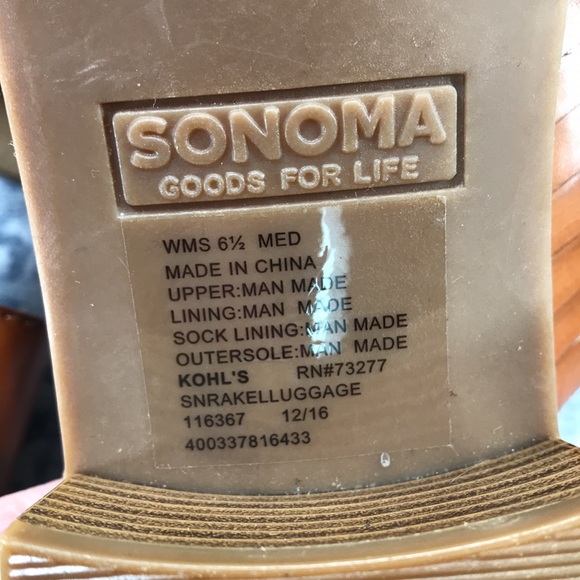 SONOMA
GOODS FOR LIFE
WMS 6½ MED
MADE IN CHINA
UPPER:MAN MADE
LINING:MAN MADE
SOCK LINING:MAN MADE
OUTERSOLE:MAN MADE
KOHL'S RN#73277
SNRAKELLUGGAGE
116367 12/16
400337816433